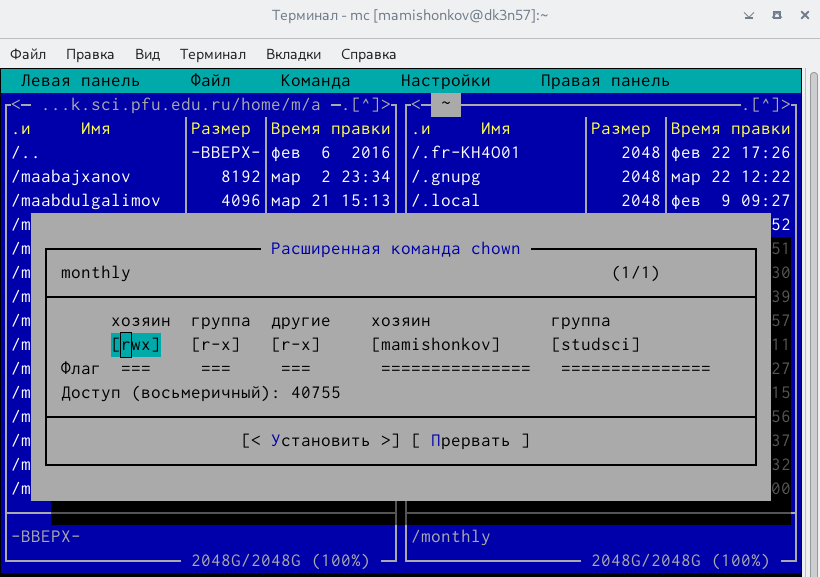 Терминал - mc [mamishonkov@dk3n57]:~
Файл Правка Вид Терминал Вкладки Справка
Левая панель Файл Команда Настройки Правая панель
<— ...k.sci.pfu.edu.ru/home/m/a —.[^]> <— ~ .[^]>
.и Имя Размер Время правки .и Имя Размер Время правки
/.. -ВВЕРХ- фев 6 2016 /.fr-KH4O01 2048 фев 22 17:26
/maabajxanov 8192 мар 2 23:34 /.gnupg 2048 мар 22 12:22
/maabdulgalimov 4096 мар 21 15:13 /.local 2048 фев 9 09:27
/m 52
/m Расширенная команда chown 51
/m monthly (1/1) 30
/m 39
/m хозяин группа другие хозяин группа 57
/m [rwx] [r-x] [r-x] [mamishonkov] [studsci] 11
/m Флаг === === === =============== =============== 27
/m Доступ (восьмеричный): 40755 15
/m 56
/m [< Установить >] [ Прервать ] 37
/m 32
/m 00
-ВВЕРХ- /monthly
2048G/2048G (100%) 2048G/2048G (100%)